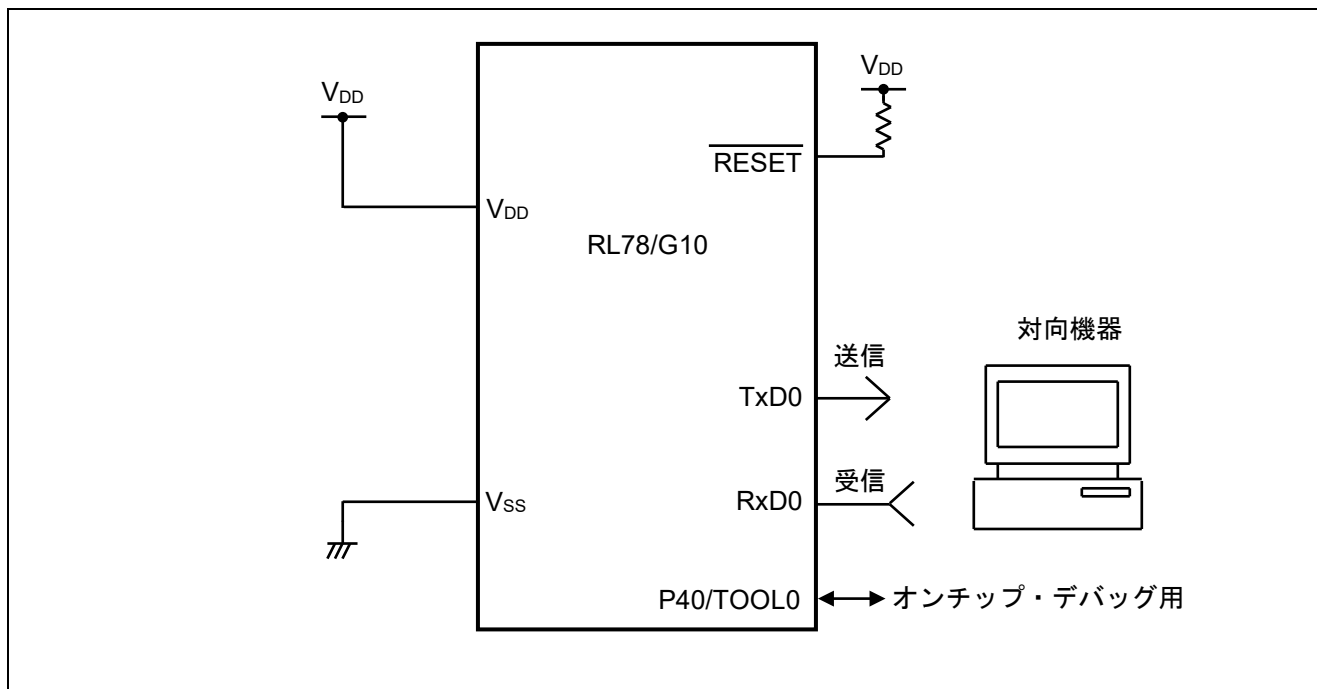 VDD
VDD
RESET
VDD
RL78/G10
対向機器
送信
TxD0
受信
RxD0
VSS
P40/TOOL0
オンチップ・デバッグ用